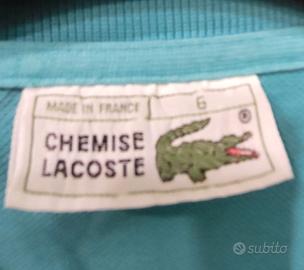 MADE IN FRANCE 6
CHEMISE ®
LACOSTE
subito